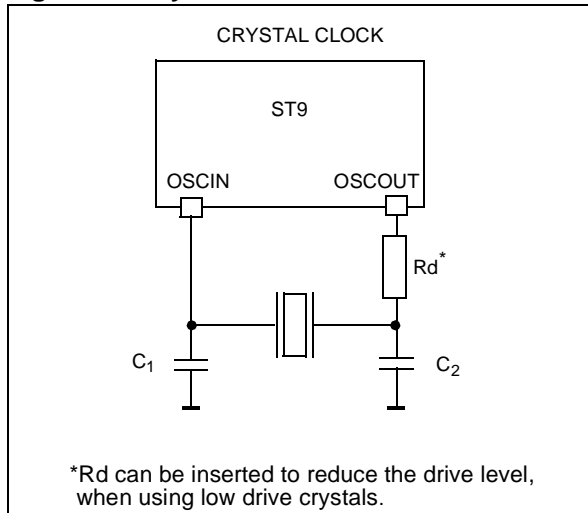 CRYSTAL CLOCK
ST9
OSCIN OSCOUT
Rd*
C1 C2
*Rd can be inserted to reduce the drive level,
when using low drive crystals.